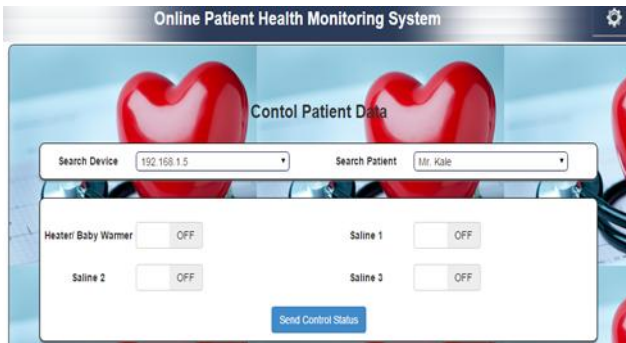 Online Patient Health Monitoring System
Contol Patient Data
Search Device 192.168.1.5 Search Patient Mr. Kale
Heater/ Baby Warmer OFF Saline 1 OFF
Saline 2 OFF Saline 3 OFF
Send Control Status